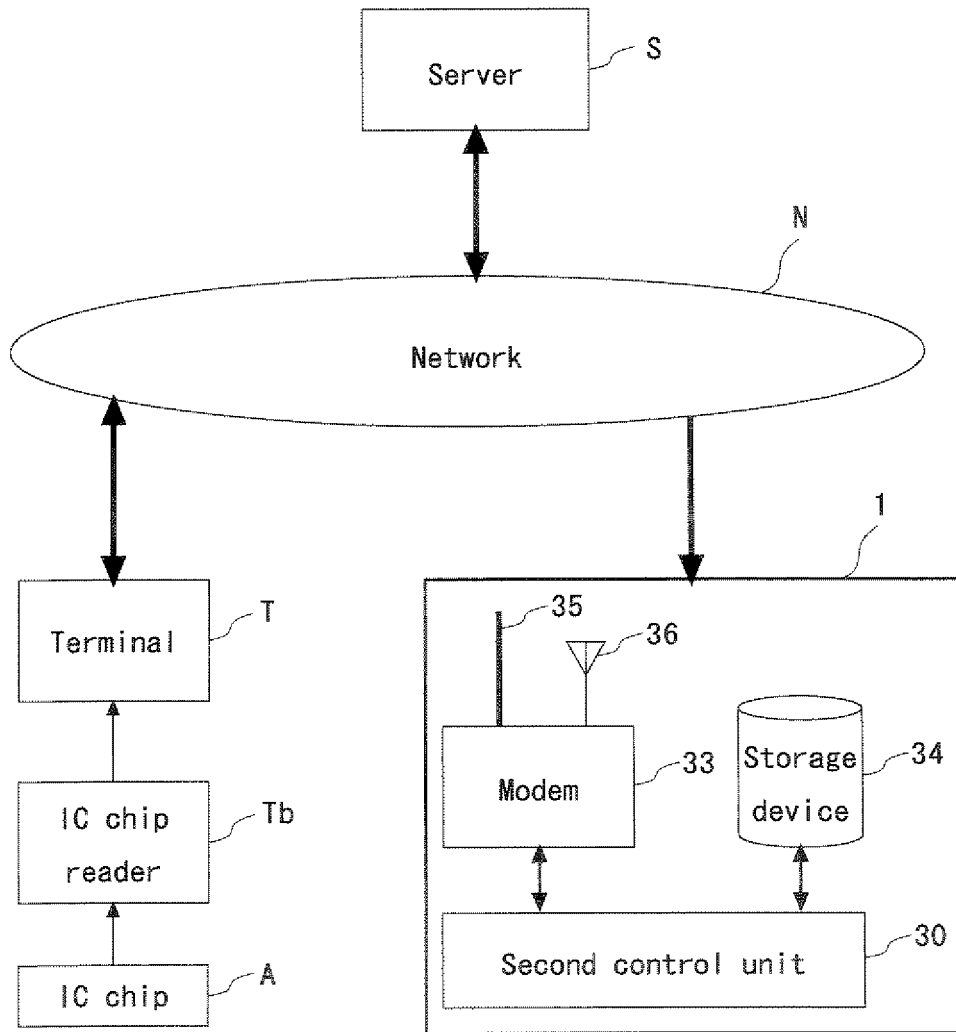 Server
S
N
Network
1
Terminal
T
35
36
Modem
33
Storage
device
34
IC chip
reader
Tb
Second control unit
30
IC chip
A